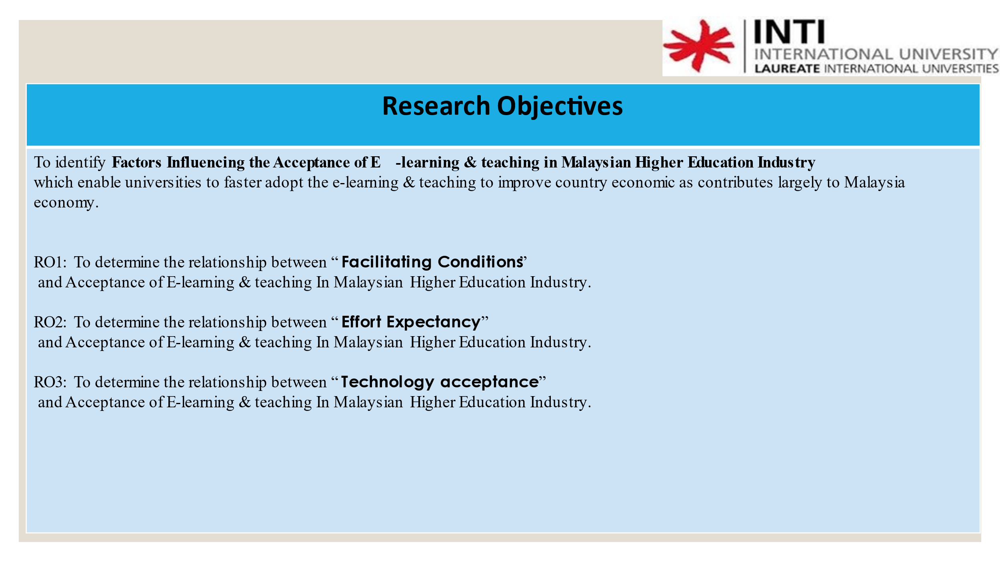 INTI
INTERNATIONAL UNIVERSITY
LAUREATE INTERNATIONAL UNIVERSITIES
Research Objectives
To identify Factors Influencing the Acceptance of E -learning & teaching in Malaysian Higher Education Industry
which enable universities to faster adopt the e-learning & teaching to improve country economic as contributes largely to Malaysia
economy.
RO1: To determine the relationship between “Facilitating Conditions”
and Acceptance of E-learning & teaching In Malaysian Higher Education Industry.
RO2: To determine the relationship between “Effort Expectancy”
and Acceptance of E-learning & teaching In Malaysian Higher Education Industry.
RO3: To determine the relationship between “Technology acceptance”
and Acceptance of E-learning & teaching In Malaysian Higher Education Industry.